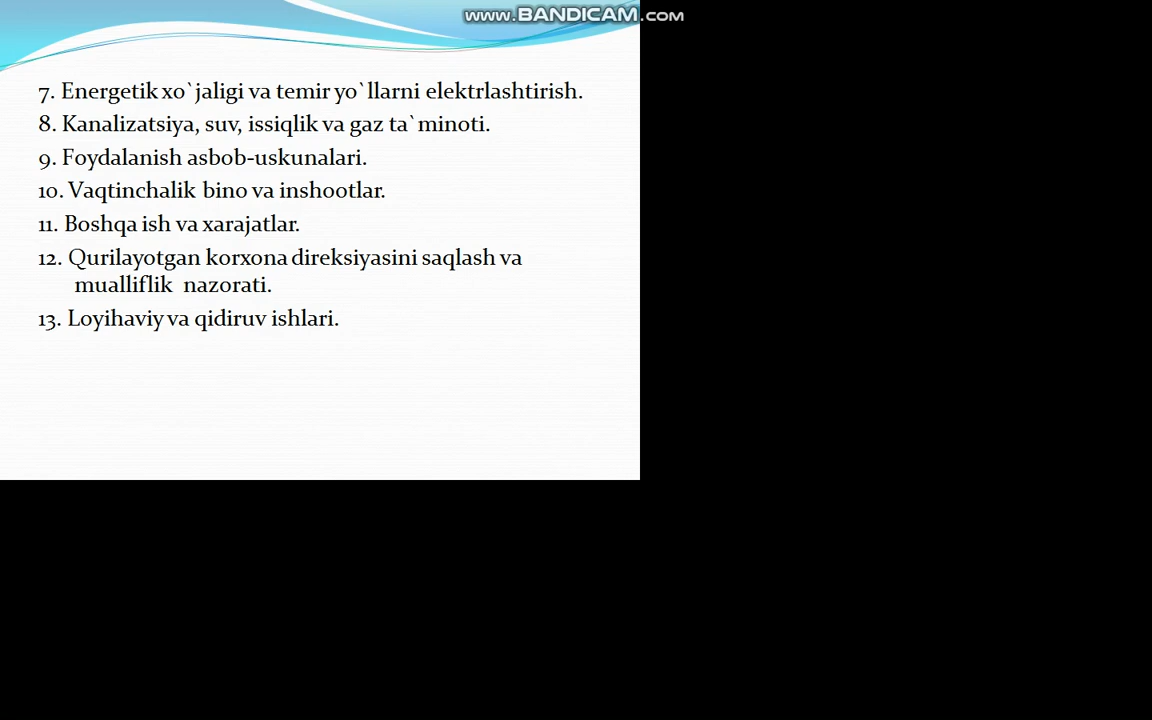 www.BANDICAM.com
7. Energetik xo`jaligi va temir yo`llarni elektrlashtirish.
8. Kanalizatsiya, suv, issiqlik va gaz ta`minoti.
9. Foydalanish asbob-uskunalari.
10. Vaqtinchalik bino va inshootlar.
11. Boshqa ish va xarajatlar.
12. Qurilayotgan korxona direksiyasini saqlash va
mualliflik nazorati.
13. Loyihaviy va qidiruv ishlari.